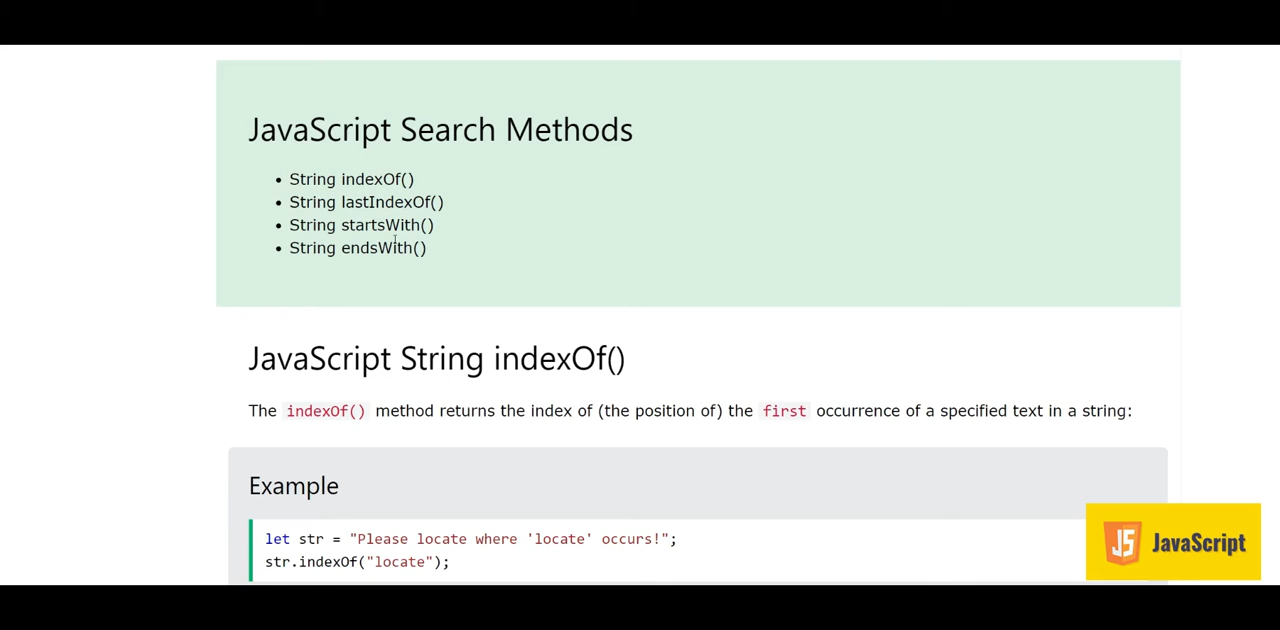 JavaScript Search Methods
• String indexOf()
• String lastIndexOf()
• String startsWith()
• String endsWith()
JavaScript String indexOf()
The indexOf() method returns the index of (the position of) the first occurrence of a specified text in a string:
Example
let str = "Please locate where 'locate' occurs!";
str.indexOf("locate");
JS JavaScript